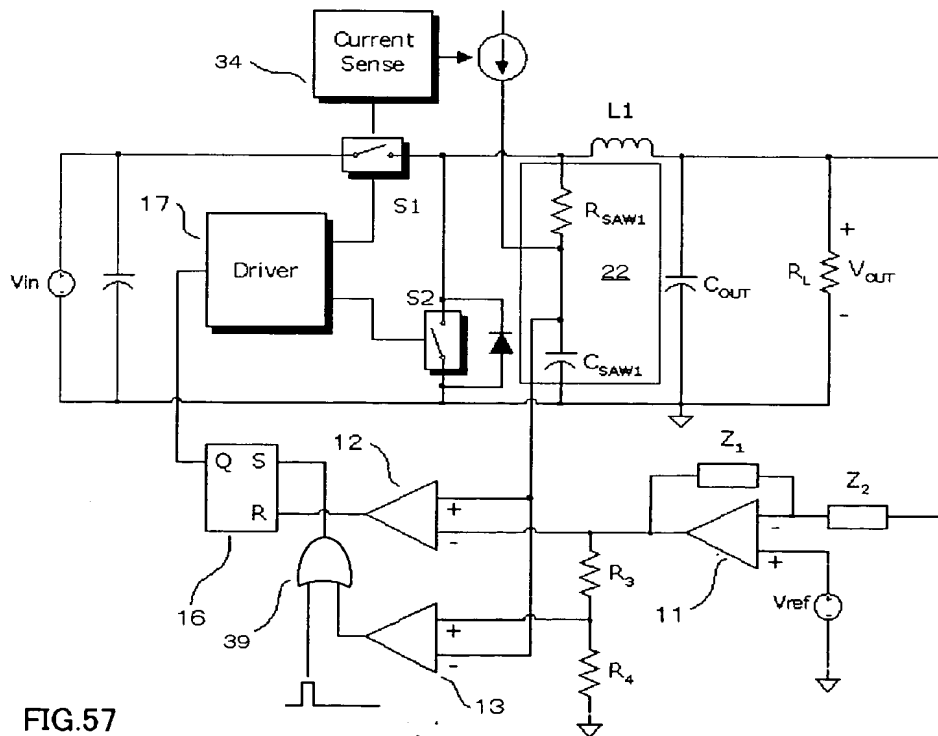 Current
Sense
34
L1
17
S1
R_SAW1
Driver
22
Vin
S2
C_OUT
R_L
+
V_OUT
-
C_SAW1
12
Z_1
Q
S
Z_2
R
+
-
-
+
R_3
11
Vref
16
39
+
-
R_4
13
FIG.57